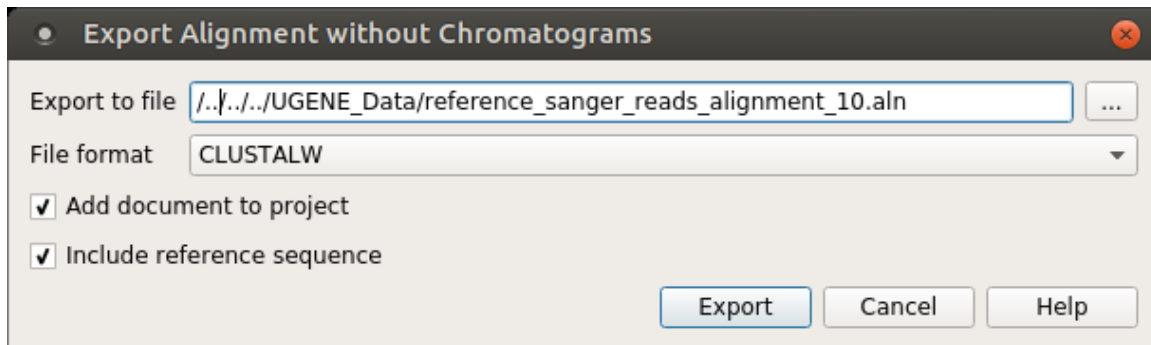 Export Alignment without Chromatograms
Export to file /../../../UGENE_Data/reference_sanger_reads_alignment_10.aln ...
File format CLUSTALW
Add document to project
Include reference sequence
Export Cancel Help